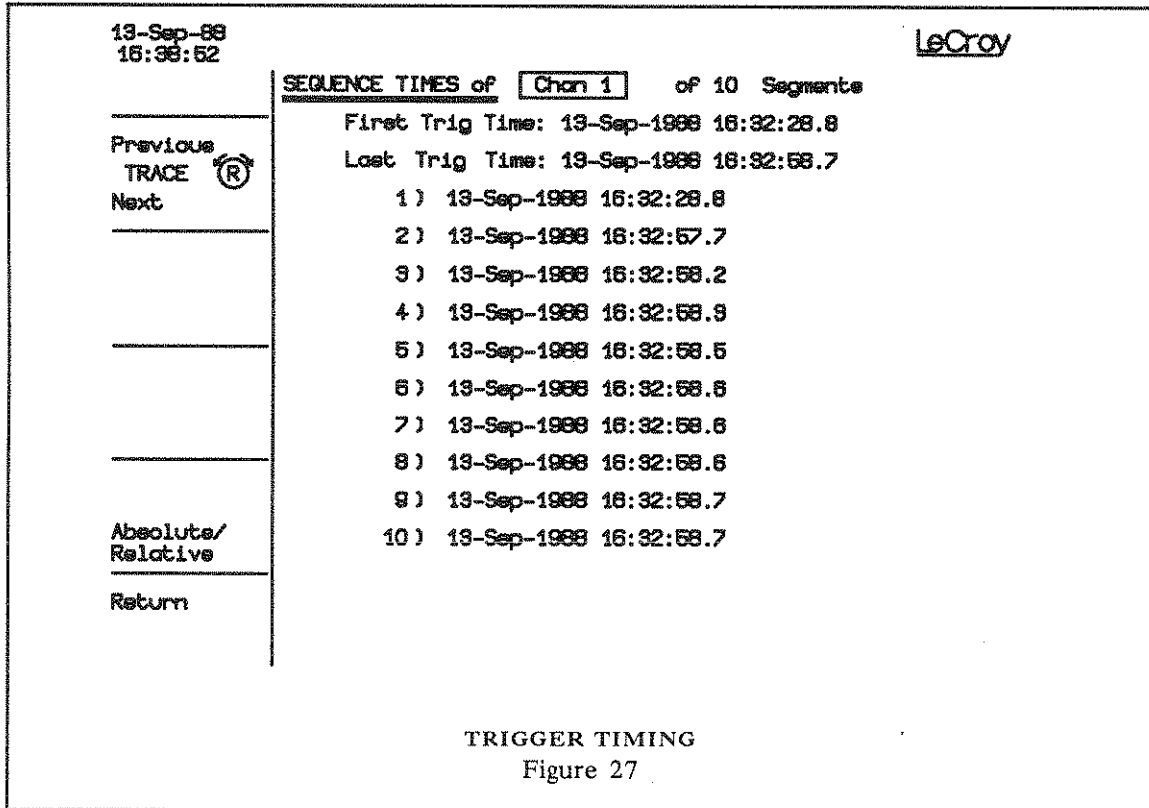 13-Sep-88
16:38:52
LeCroy
SEQUENCE TIMES of Chan 1 of 10 Segments
First Trig Time: 13-Sep-1988 16:32:28.8
Last Trig Time: 13-Sep-1988 16:32:58.7
Previous
TRACE R
Next
1) 13-Sep-1988 16:32:28.8
2) 13-Sep-1988 16:32:57.7
3) 13-Sep-1988 16:32:58.2
4) 13-Sep-1988 16:32:58.3
5) 13-Sep-1988 16:32:58.5
6) 13-Sep-1988 16:32:58.6
7) 13-Sep-1988 16:32:58.6
8) 13-Sep-1988 16:32:58.6
9) 13-Sep-1988 16:32:58.7
10) 13-Sep-1988 16:32:58.7
Absolute/
Relative
Return
TRIGGER TIMING
Figure 27